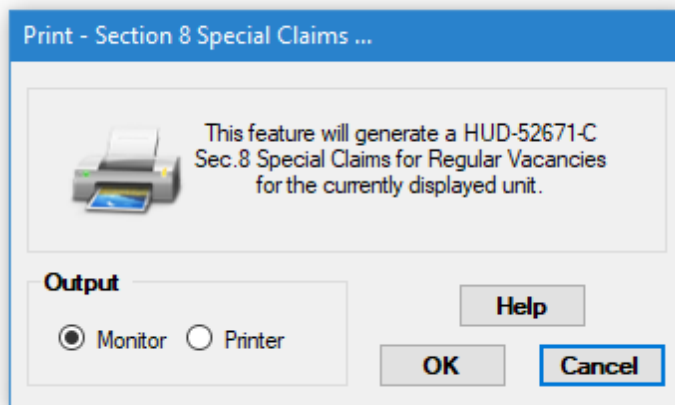 Print - Section 8 Special Claims ...
This feature will generate a HUD-52671-C
Sec.8 Special Claims for Regular Vacancies
for the currently displayed unit.
Output
Monitor
Printer
Help
OK
Cancel